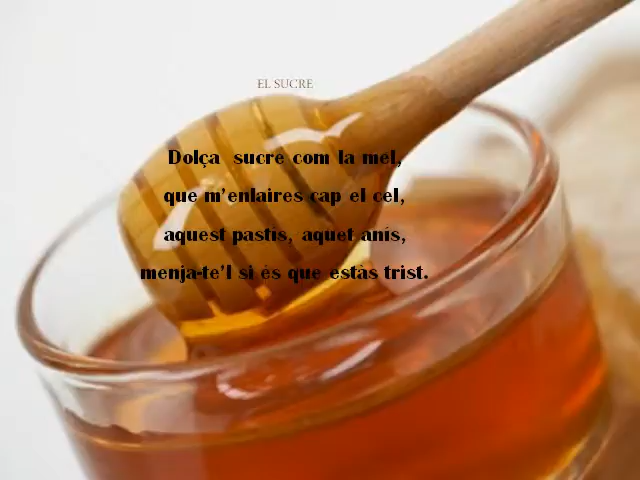 EL SUCRE
Dolça sucre com la mel,
que m'enlaires cap el cel,
aquest pastís, aquet anís,
menja-te'l si ès que estàs trist.